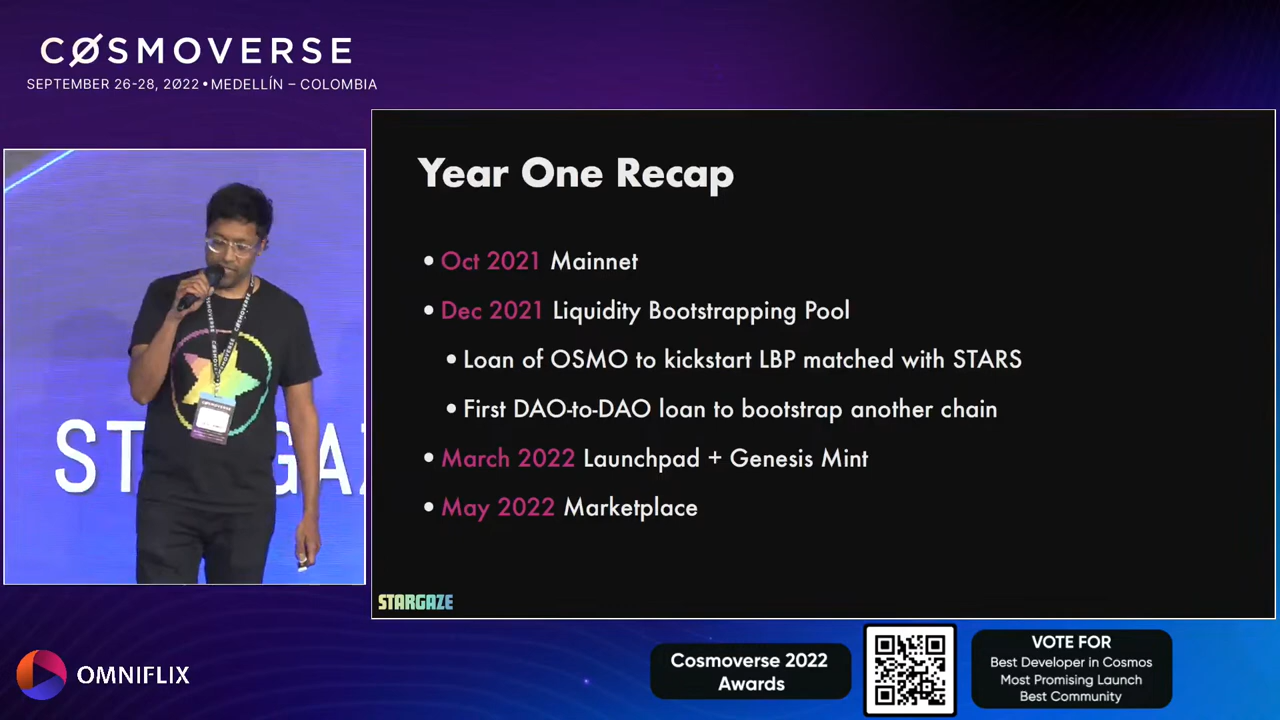 CØSMOVERSE
SEPTEMBER 26-28, 2Ø22 • MEDELLÍN – COLOMBIA
Year One Recap
• Oct 2021 Mainnet
• Dec 2021 Liquidity Bootstrapping Pool
• Loan of OSMO to kickstart LBP matched with STARS
• First DAO-to-DAO loan to bootstrap another chain
• March 2022 Launchpad + Genesis Mint
• May 2022 Marketplace
STARGAZE
COSMOVERSE
OMNIFLIX
Cosmoverse 2022
Awards
VOTE FOR
Best Developer in Cosmos
Most Promising Launch
Best Community